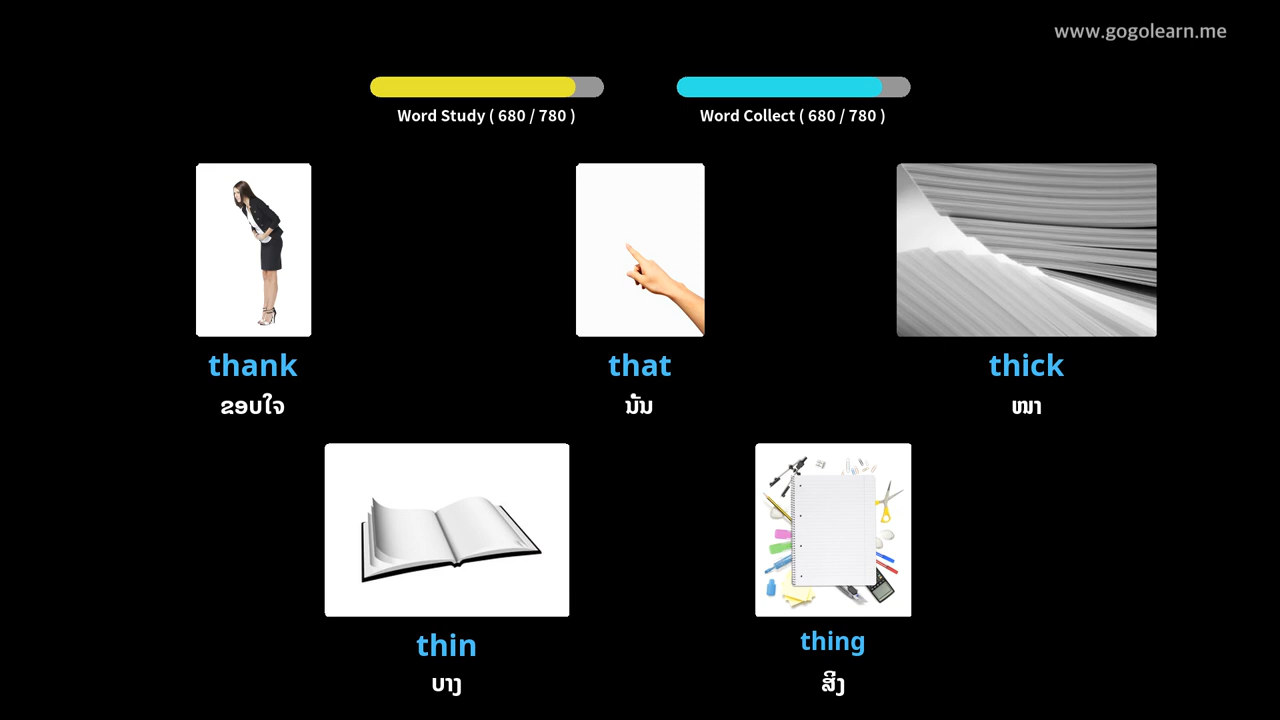 www.gogolearn.me
Word Study ( 680 / 780 )
Word Collect ( 680 / 780 )
thank
ຂອບໃຈ
that
ນັ້ນ
thick
ໜາ
thin
ບາງ
thing
ສິ່ງ